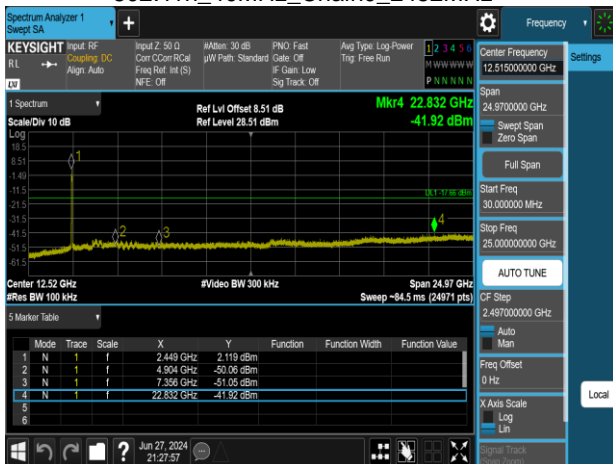 Spectrum Analyzer 1
Swept SA
Frequency
KEYSIGHT
Input: RF
Coupling: DC
Align: Auto
Input Z: 50 Ω
Corr CCorr RCal
Freq Ref: Int (S)
NFE: Off
#Atten: 30 dB
µW Path: Standard
PNO: Fast
Gate: Off
IF Gain: Low
Sig Track: Off
Avg Type: Log-Power
Trig: Free Run
1 2 3 4 5 6
M W W W W W
P N N N N N
RL
LXI
Center Frequency
12.515000000 GHz
Settings
Span
24.9700000 GHz
Swept Span
Zero Span
Full Span
Start Freq
30.000000 MHz
Stop Freq
25.000000000 GHz
AUTO TUNE
CF Step
2.497000000 GHz
Auto
Man
Freq Offset
0 Hz
X Axis Scale
Log
Lin
Signal Track
(Span Zoom)
Local
1 Spectrum
Scale/Div 10 dB
Log
Ref Lvl Offset 8.51 dB
Ref Level 28.51 dBm
Mkr4 22.832 GHz
-41.92 dBm
18.5
8.51
-1.49
-11.5
-21.5
-31.5
-41.5
-51.5
-61.5
1
2
3
4
DL1 -17.66 dBm
Center 12.52 GHz
#Res BW 100 kHz
#Video BW 300 kHz
Span 24.97 GHz
Sweep ~84.5 ms (24971 pts)
5 Marker Table
Mode Trace Scale X Y Function Function Width Function Value
1 N 1 f 2.449 GHz 2.119 dBm
2 N 1 f 4.904 GHz -50.06 dBm
3 N 1 f 7.356 GHz -51.05 dBm
4 N 1 f 22.832 GHz -41.92 dBm
5
6
Jun 27, 2024
21:27:57